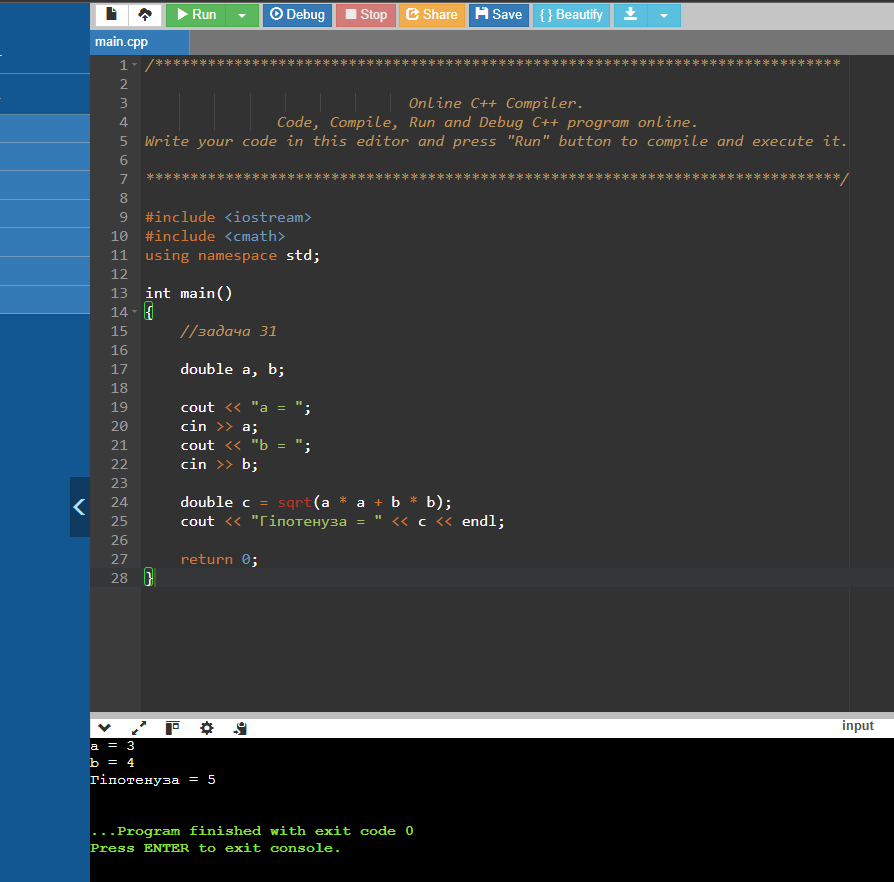 Run Debug Stop Share Save { } Beautify
main.cpp
1 /******************************************************************************
2
3 Online C++ Compiler.
4 Code, Compile, Run and Debug C++ program online.
5 Write your code in this editor and press "Run" button to compile and execute it.
6
7 *******************************************************************************/
8
9 #include <iostream>
10 #include <cmath>
11 using namespace std;
12
13 int main()
14 {
15 //задача 31
16
17 double a, b;
18
19 cout << "a = ";
20 cin >> a;
21 cout << "b = ";
22 cin >> b;
23
24 double c = sqrt(a * a + b * b);
25 cout << "Гіпотенуза = " << c << endl;
26
27 return 0;
28 }
input
a = 3
b = 4
Гіпотенуза = 5
...Program finished with exit code 0
Press ENTER to exit console.